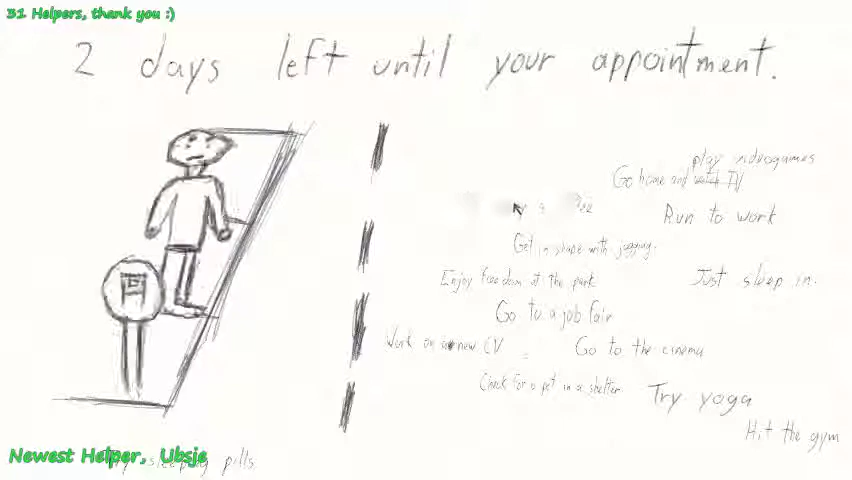 31 Helpers, thank you :)
2 days left until your appointment.
play videogames
Go home and watch TV
Run to work
Get in shape with jogging.
Enjoy freedom at the park
Just sleep in.
Go to a job fair
Work on a new CV
Go to the cinema
Check for a pet in a shelter
Try yoga
Hit the gym
Newest Helper, Ubsje
sleeping pills